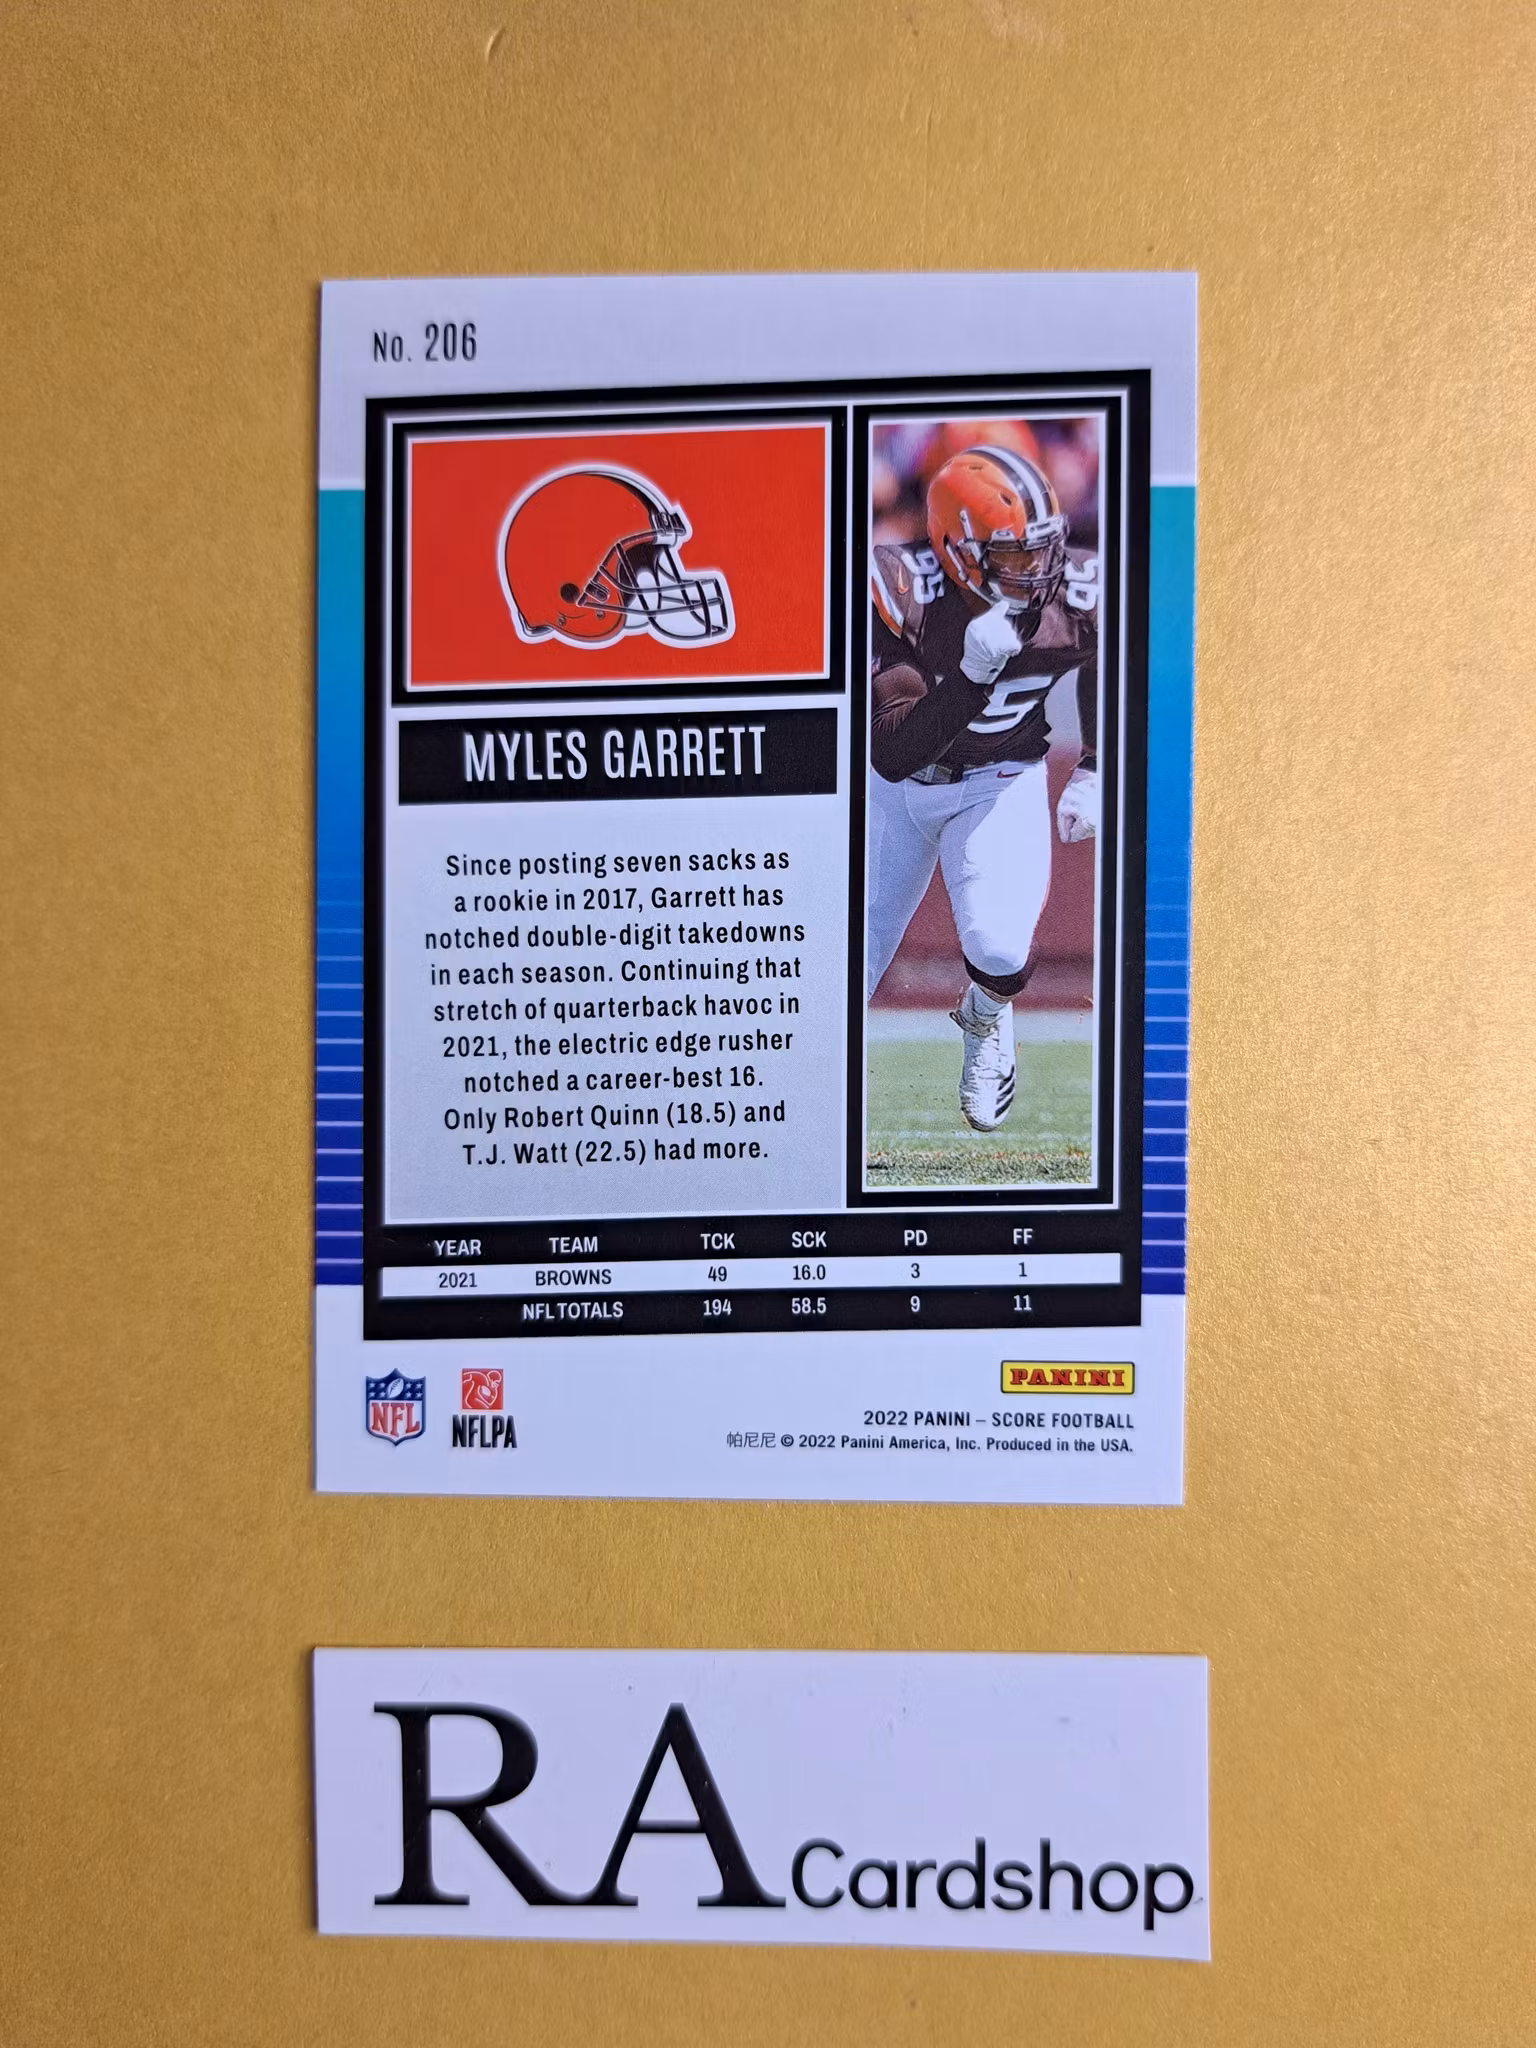 No. 206
95
95
5
MYLES GARRETT
Since posting seven sacks as
a rookie in 2017, Garrett has
notched double-digit takedowns
in each season. Continuing that
stretch of quarterback havoc in
2021, the electric edge rusher
notched a career-best 16.
Only Robert Quinn (18.5) and
T.J. Watt (22.5) had more.
YEAR TEAM TCK SCK PD FF
2021 BROWNS 49 16.0 3 1
NFL TOTALS 194 58.5 9 11
NFL
NFLPA
PANINI
2022 PANINI – SCORE FOOTBALL
帕尼尼 © 2022 Panini America, Inc. Produced in the USA.
RA Cardshop